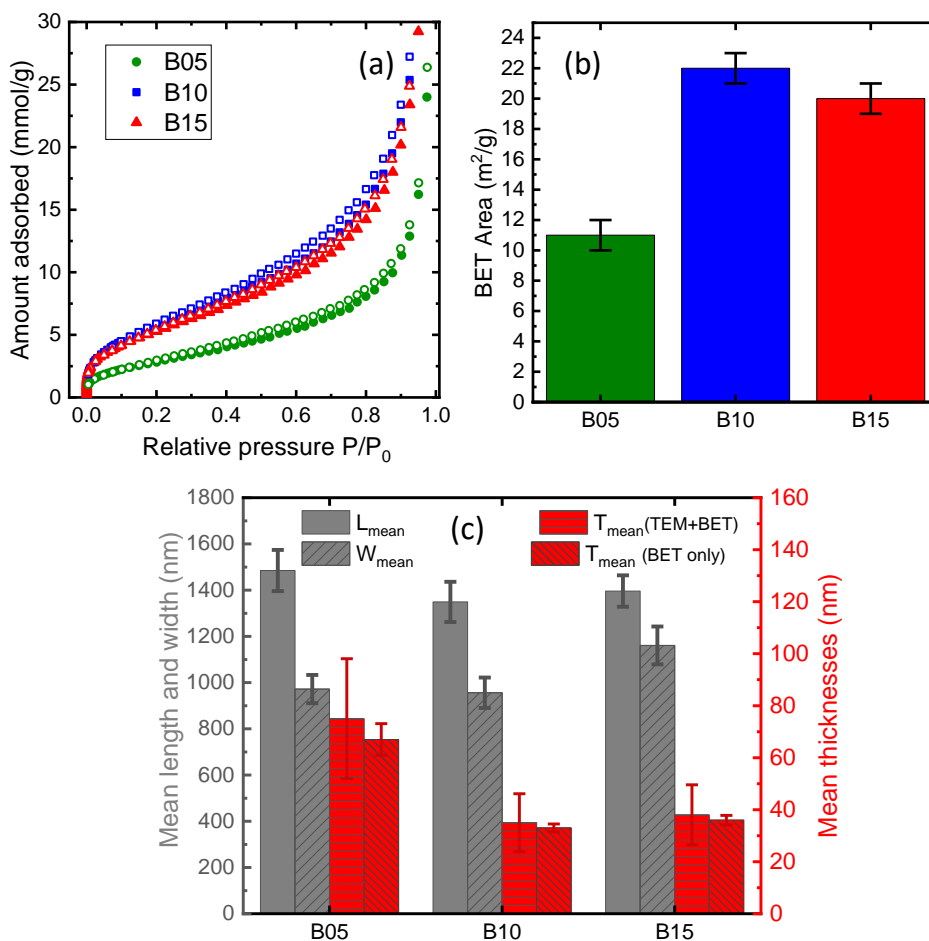 (a)
B05
B10
B15
Amount adsorbed (mmol/g)
30
25
20
15
10
5
0
0.0 0.2 0.4 0.6 0.8 1.0
Relative pressure P/P0
(b)
BET Area (m2/g)
24
22
20
18
16
14
12
10
8
6
4
2
0
B05 B10 B15
(c)
Lmean
Wmean
Tmean(TEM+BET)
Tmean (BET only)
Mean length and width (nm)
1800
1600
1400
1200
1000
800
600
400
200
0
B05 B10 B15
160
140
120
100
80
60
40
20
0
Mean thicknesses (nm)